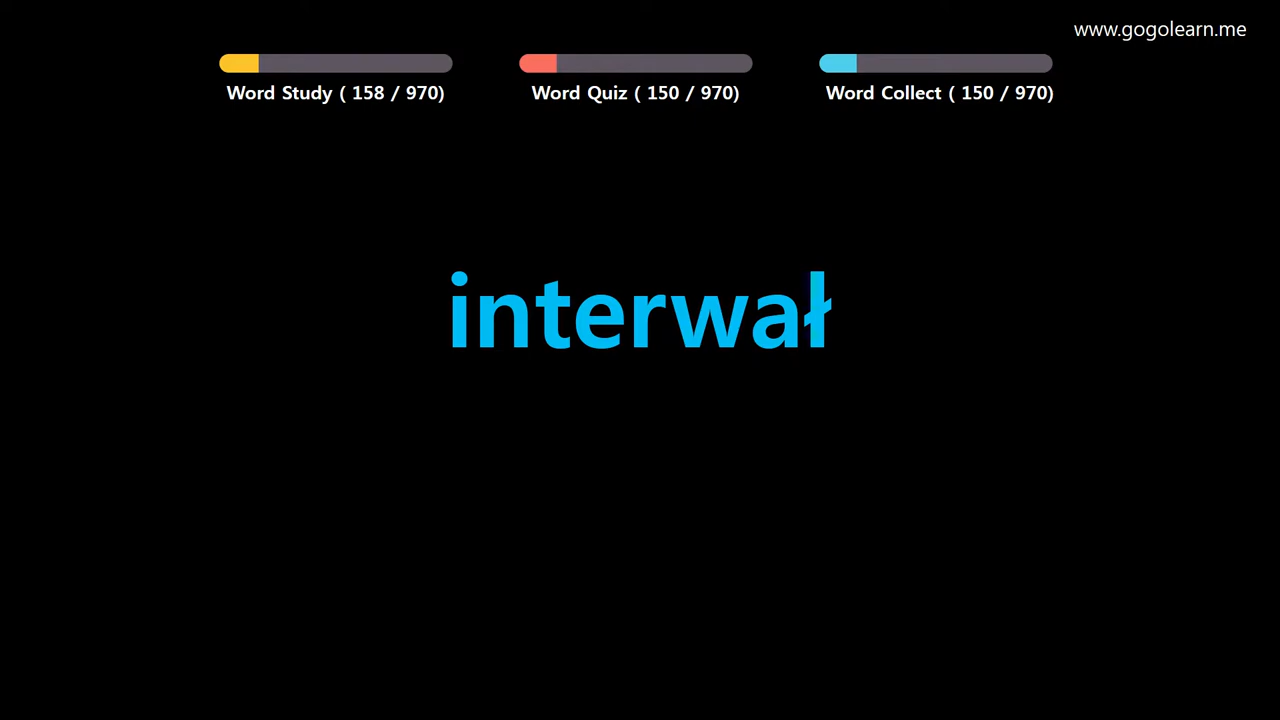 www.gogolearn.me
Word Study ( 158 / 970)
Word Quiz ( 150 / 970)
Word Collect ( 150 / 970)
interwał